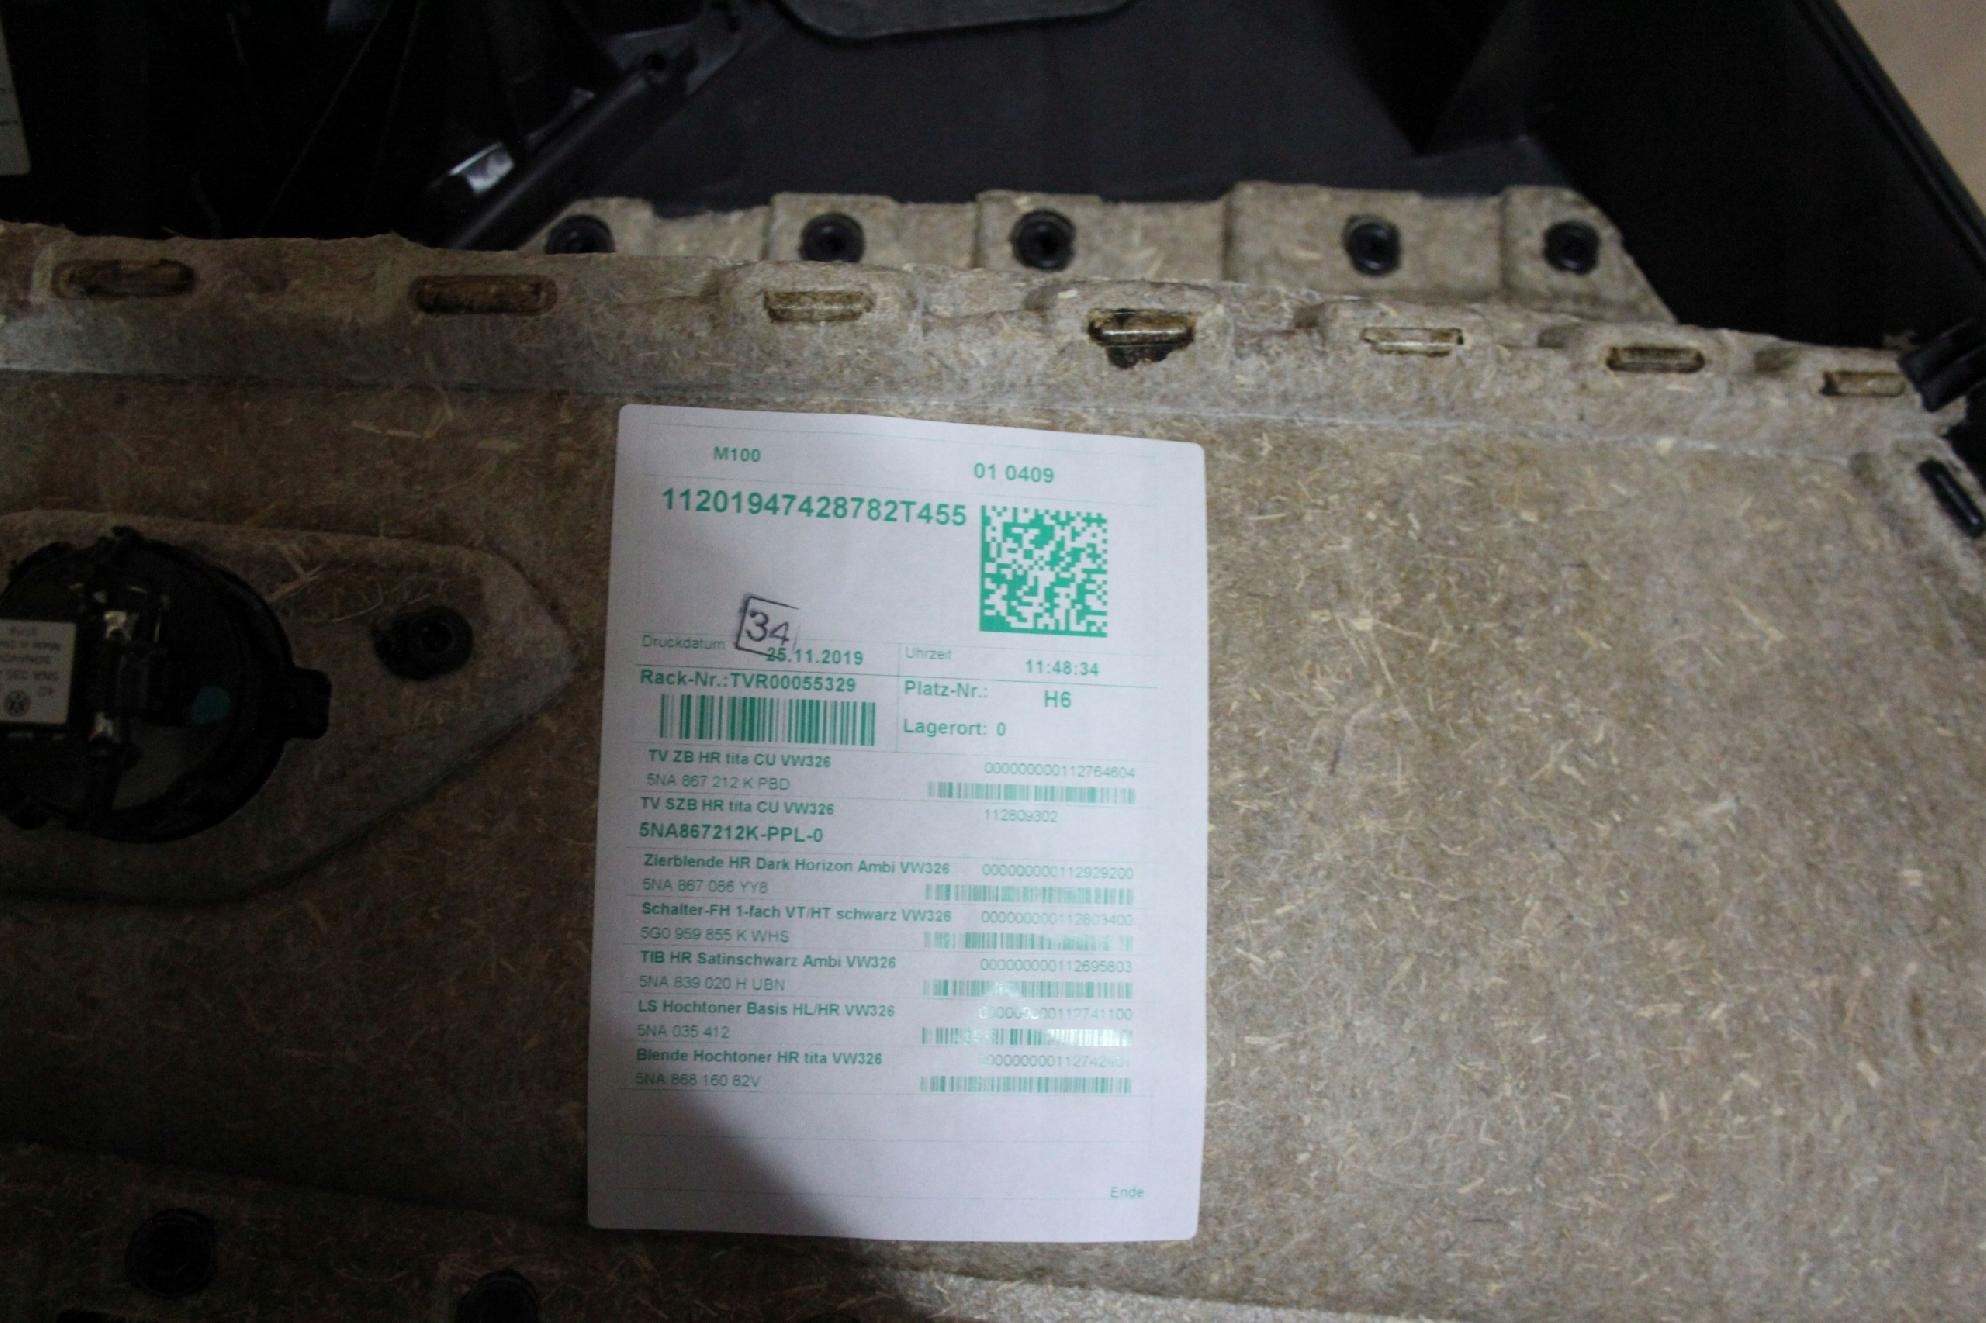 M100
01 0409
11201947428782T455
34
Druckdatum 25.11.2019 Uhrzeit 11:48:34
Rack-Nr.:TVR00055329 Platz-Nr.: H6
Lagerort: 0
TV ZB HR tita CU VW326 000000000112764604
5NA 867 212 K PBD
TV SZB HR tita CU VW326 112809302
5NA867212K-PPL-0
Zierblende HR Dark Horizon Ambi VW326 000000000112929200
5NA 867 086 YY8
Schalter-FH 1-fach VT/HT schwarz VW326 000000000112803400
5G0 959 855 K WHS
TIB HR Satinschwarz Ambi VW326 000000000112695803
5NA 839 020 H UBN
LS Hochtoner Basis HL/HR VW326 000000000112741100
5NA 035 412
Blende Hochtoner HR tita VW326
5NA 868 160 82V
Ende
4Ω
5NA 035